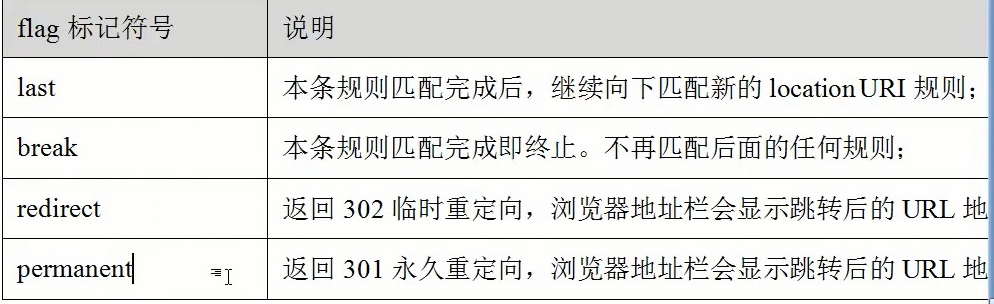 flag 标记符号 说明
last 本条规则匹配完成后，继续向下匹配新的 location URI 规则；
break 本条规则匹配完成即终止。不再匹配后面的任何规则；
redirect 返回 302 临时重定向，浏览器地址栏会显示跳转后的 URL 地
permanent 返回 301 永久重定向，浏览器地址栏会显示跳转后的 URL 地